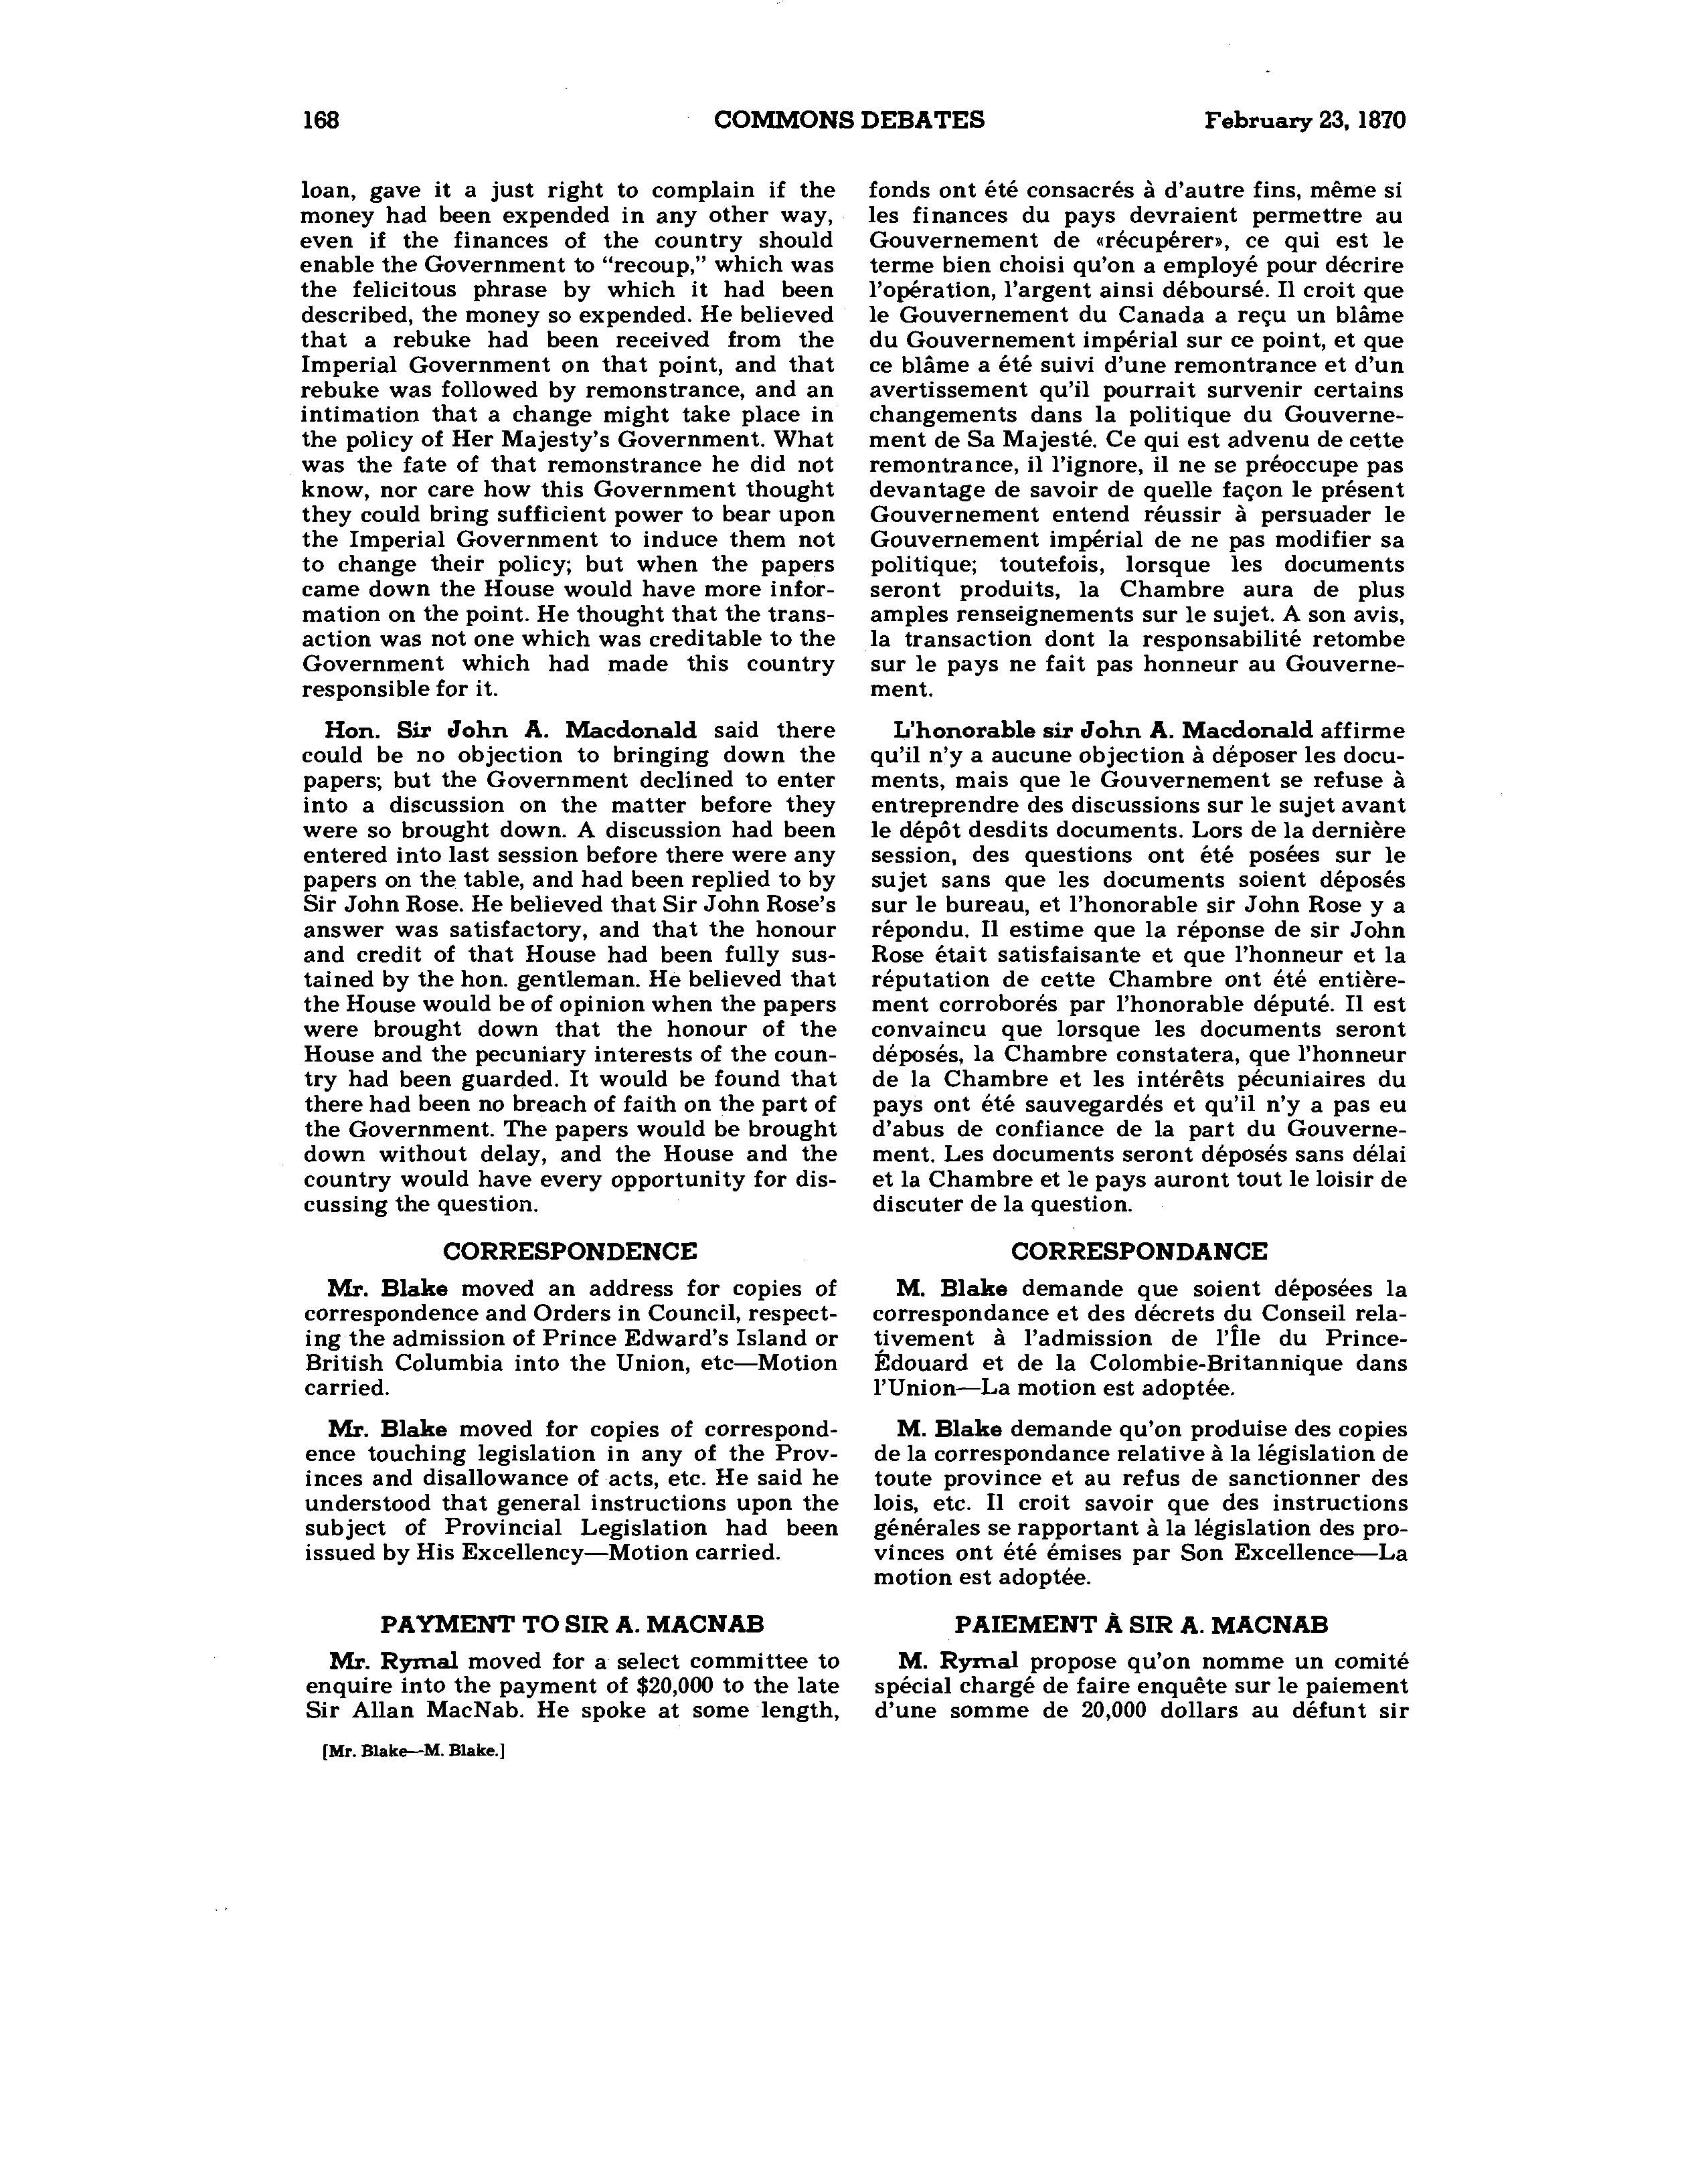 168 COMMONS DEBATES February 23, 1870
loan, gave it a just right to complain if the
money had been expended in any other way,
even if the finances of the country should
enable the Government to “recoup,” which was
the felicitous phrase by which it had been
described, the money so expended. He believed
that a rebuke had been received from the
Imperial Government on that point, and that
rebuke was followed by remonstrance, and an
intimation that a change might take place in
the policy of Her Majesty’s Government. What
was the fate of that remonstrance he did not
know, nor care how this Government thought
they could bring sufficient power to bear upon
the Imperial Government to induce them not
to change their policy; but when the papers
came down the House would have more infor-
mation on the point. He thought that the trans-
action was not one which was creditable to the
Government which had made this country
responsible for it.
Hon. Sir John A. Macdonald said there
could be no objection to bringing down the
papers; but the Government declined to enter
into a discussion on the matter before they
were so brought down. A discussion had been
entered into last session before there were any
papers on the table, and had been replied to by
Sir John Rose. He believed that Sir John Rose’s
answer was satisfactory, and that the honour
and credit of that House had been fully sus-
tained by the hon. gentleman. He believed that
the House would be of opinion when the papers
were brought down that the honour of the
House and the pecuniary interests of the coun-
try had been guarded. It would be found that
there had been no breach of faith on the part of
the Government. The papers would be brought
down without delay, and the House and the
country would have every opportunity for dis-
cussing the question.
CORRESPONDENCE
Mr. Blake moved an address for copies of
correspondence and Orders in Council, respect-
ing the admission of Prince Edward’s Island or
British Columbia into the Union, etc—Motion
carried.
Mr. Blake moved for copies of correspond-
ence touching legislation in any of the Prov-
inces and disallowance of acts, etc. He said he
understood that general instructions upon the
subject of Provincial Legislation had been
issued by His Excellency—Motion carried.
PAYMENT TO SIR A. MACNAB
Mr. Rymal moved for a select committee to
enquire into the payment of $20,000 to the late
Sir Allan MacNab. He spoke at some length,
[Mr. Blake—M. Blake.]
fonds ont été consacrés à d’autre fins, même si
les finances du pays devraient permettre au
Gouvernement de «récupérer», ce qui est le
terme bien choisi qu’on a employé pour décrire
l’opération, l’argent ainsi déboursé. Il croit que
le Gouvernement du Canada a reçu un blâme
du Gouvernement impérial sur ce point, et que
ce blâme a été suivi d’une remontrance et d’un
avertissement qu’il pourrait survenir certains
changements dans la politique du Gouverne-
ment de Sa Majesté. Ce qui est advenu de cette
remontrance, il l’ignore, il ne se préoccupe pas
devantage de savoir de quelle façon le présent
Gouvernement entend réussir à persuader le
Gouvernement impérial de ne pas modifier sa
politique; toutefois, lorsque les documents
seront produits, la Chambre aura de plus
amples renseignements sur le sujet. A son avis,
la transaction dont la responsabilité retombe
sur le pays ne fait pas honneur au Gouverne-
ment.
L’honorable sir John A. Macdonald affirme
qu’il n’y a aucune objection à déposer les docu-
ments, mais que le Gouvernement se refuse à
entreprendre des discussions sur le sujet avant
le dépôt desdits documents. Lors de la dernière
session, des questions ont été posées sur le
sujet sans que les documents soient déposés
sur le bureau, et l’honorable sir John Rose y a
répondu. Il estime que la réponse de sir John
Rose était satisfaisante et que l’honneur et la
réputation de cette Chambre ont été entière-
ment corroborés par l’honorable député. Il est
convaincu que lorsque les documents seront
déposés, la Chambre constatera, que l’honneur
de la Chambre et les intérêts pécuniaires du
pays ont été sauvegardés et qu’il n’y a pas eu
d’abus de confiance de la part du Gouverne-
ment. Les documents seront déposés sans délai
et la Chambre et le pays auront tout le loisir de
discuter de la question.
CORRESPONDANCE
M. Blake demande que soient déposées la
correspondance et des décrets du Conseil rela-
tivement à l’admission de l’Île du Prince-
Édouard et de la Colombie-Britannique dans
l’Union—La motion est adoptée.
M. Blake demande qu’on produise des copies
de la correspondance relative à la législation de
toute province et au refus de sanctionner des
lois, etc. Il croit savoir que des instructions
générales se rapportant à la législation des pro-
vinces ont été émises par Son Excellence—La
motion est adoptée.
PAIEMENT À SIR A. MACNAB
M. Rymal propose qu’on nomme un comité
spécial chargé de faire enquête sur le paiement
d’une somme de 20,000 dollars au défunt sir